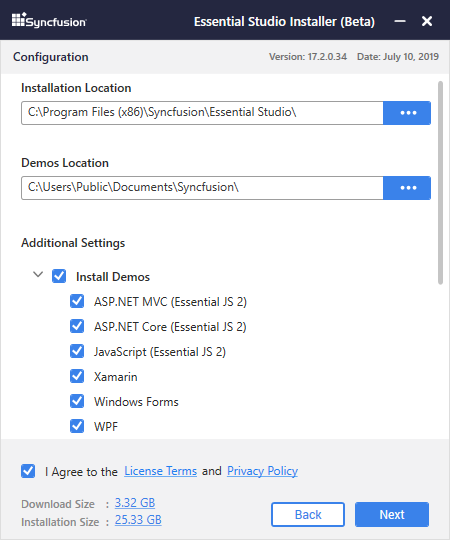 Syncfusion Essential Studio Installer (Beta)
Configuration Version: 17.2.0.34 Date: July 10, 2019
Installation Location
C:\Program Files (x86)\Syncfusion\Essential Studio\
Demos Location
C:\Users\Public\Documents\Syncfusion\
Additional Settings
Install Demos
ASP.NET MVC (Essential JS 2)
ASP.NET Core (Essential JS 2)
JavaScript (Essential JS 2)
Xamarin
Windows Forms
WPF
I Agree to the License Terms and Privacy Policy
Download Size : 3.32 GB
Installation Size : 25.33 GB
Back Next